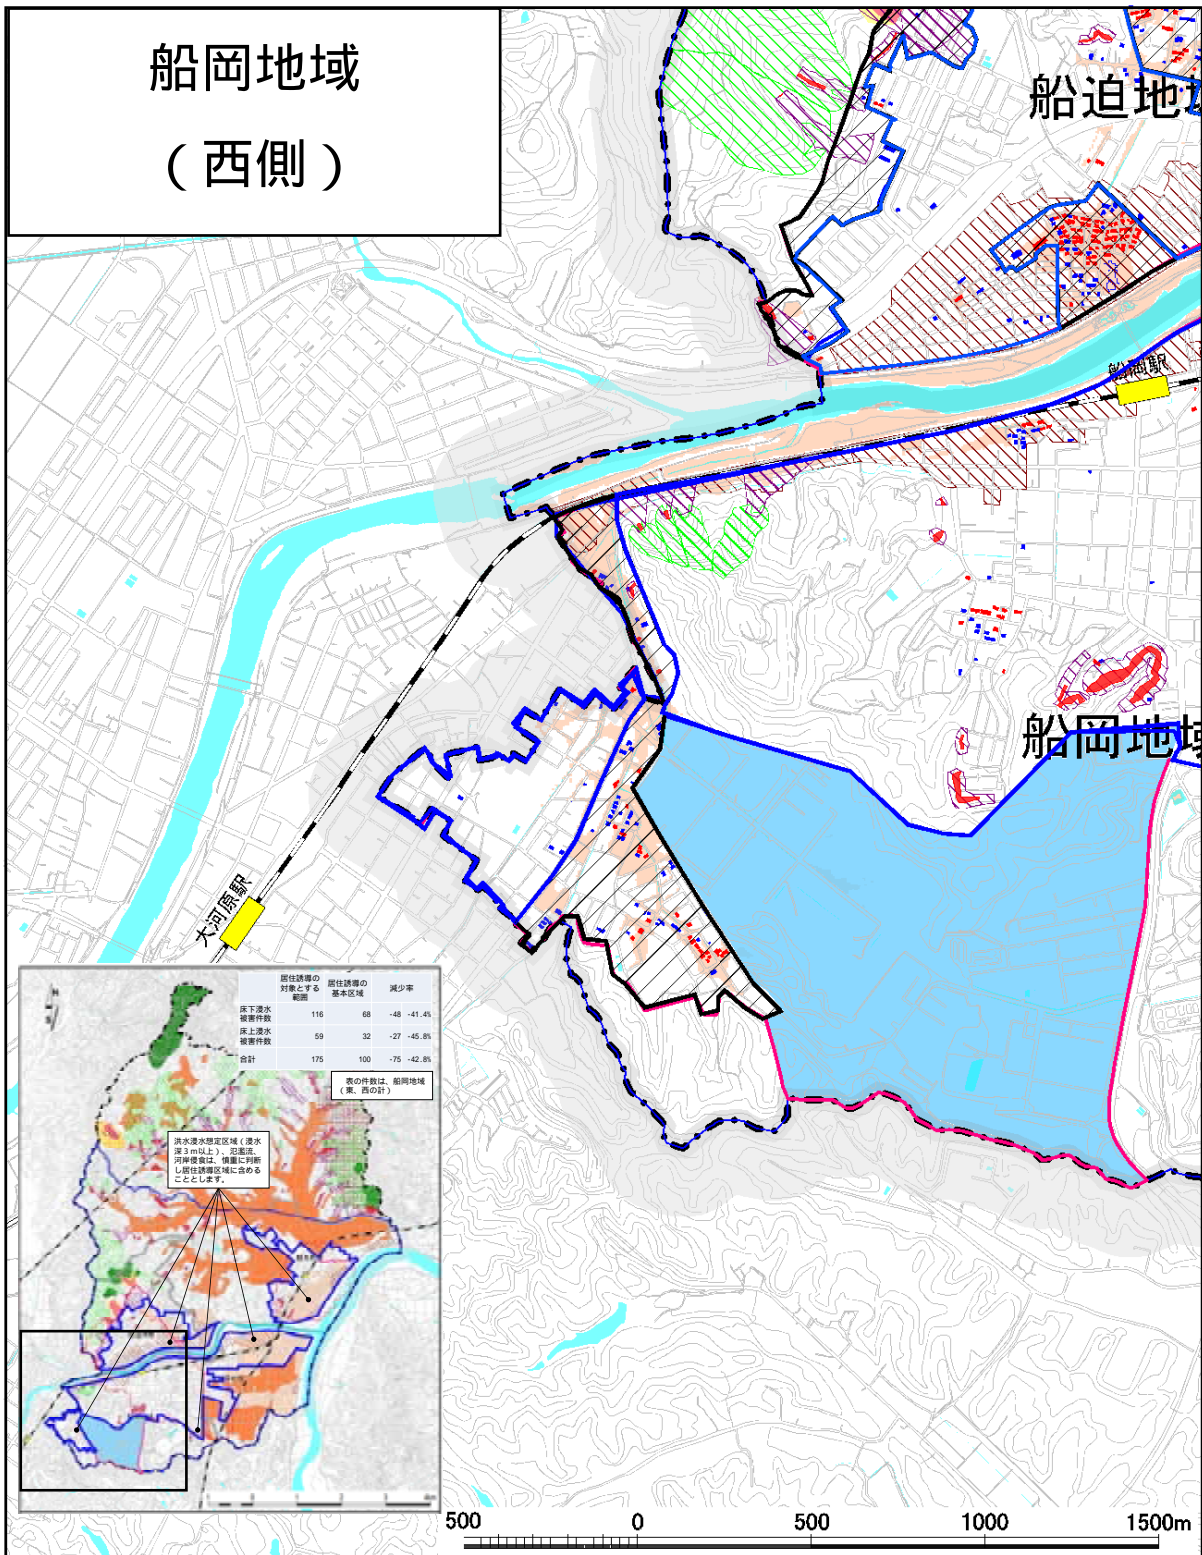 船岡地域
（西側）
船迫地
船岡駅
船岡地域
大河原駅
居住誘導の対象とする範囲 居住誘導の基本区域 減少率
床下浸水被害件数 116 68 -48 -41.4%
床上浸水被害件数 59 32 -27 -45.8%
合計 175 100 -75 -42.8%
表の件数は、船岡地域
（東、西の計）
洪水浸水想定区域（浸水
深３ｍ以上）、氾濫流、
河岸侵食は、慎重に判断
し居住誘導区域に含める
こととします。
500 0 500 1000 1500m